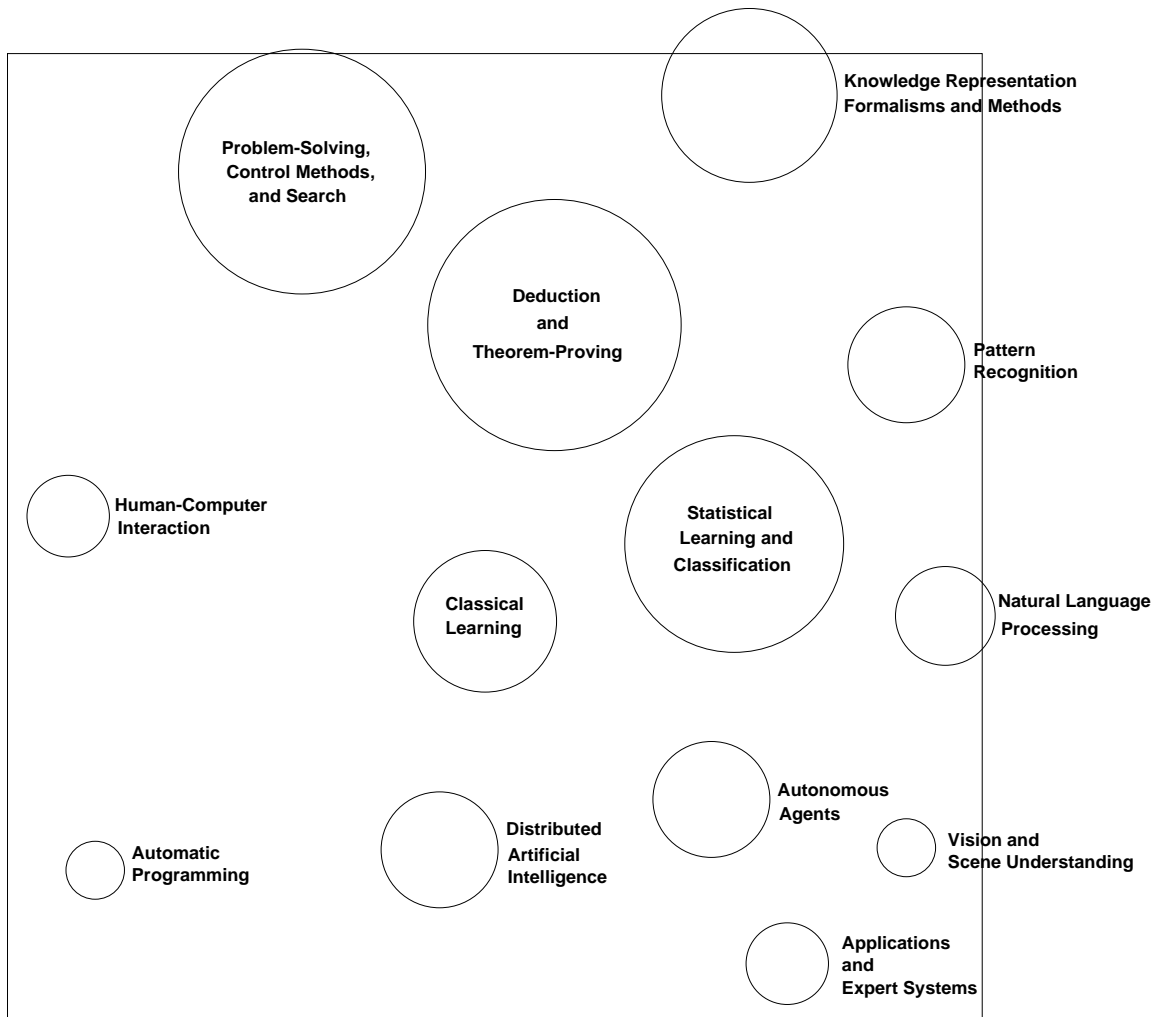 Knowledge Representation
Formalisms and Methods
Problem-Solving,
Control Methods,
and Search
Deduction
and
Theorem-Proving
Pattern
Recognition
Human-Computer
Interaction
Statistical
Learning and
Classification
Classical
Learning
Natural Language
Processing
Autonomous
Agents
Distributed
Artificial
Intelligence
Vision and
Scene Understanding
Automatic
Programming
Applications
and
Expert Systems